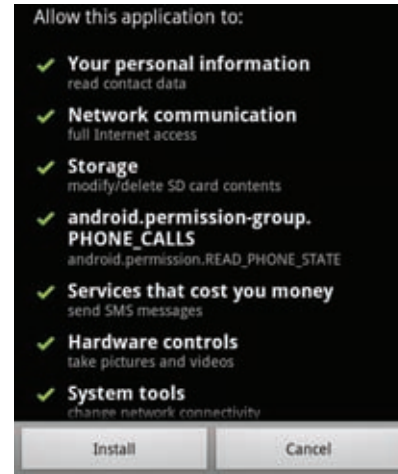 Allow this application to:
Your personal information
read contact data
Network communication
full Internet access
Storage
modify/delete SD card contents
android.permission-group.
PHONE_CALLS
android.permission.READ_PHONE_STATE
Services that cost you money
send SMS messages
Hardware controls
take pictures and videos
System tools
change network connectivity
Install
Cancel